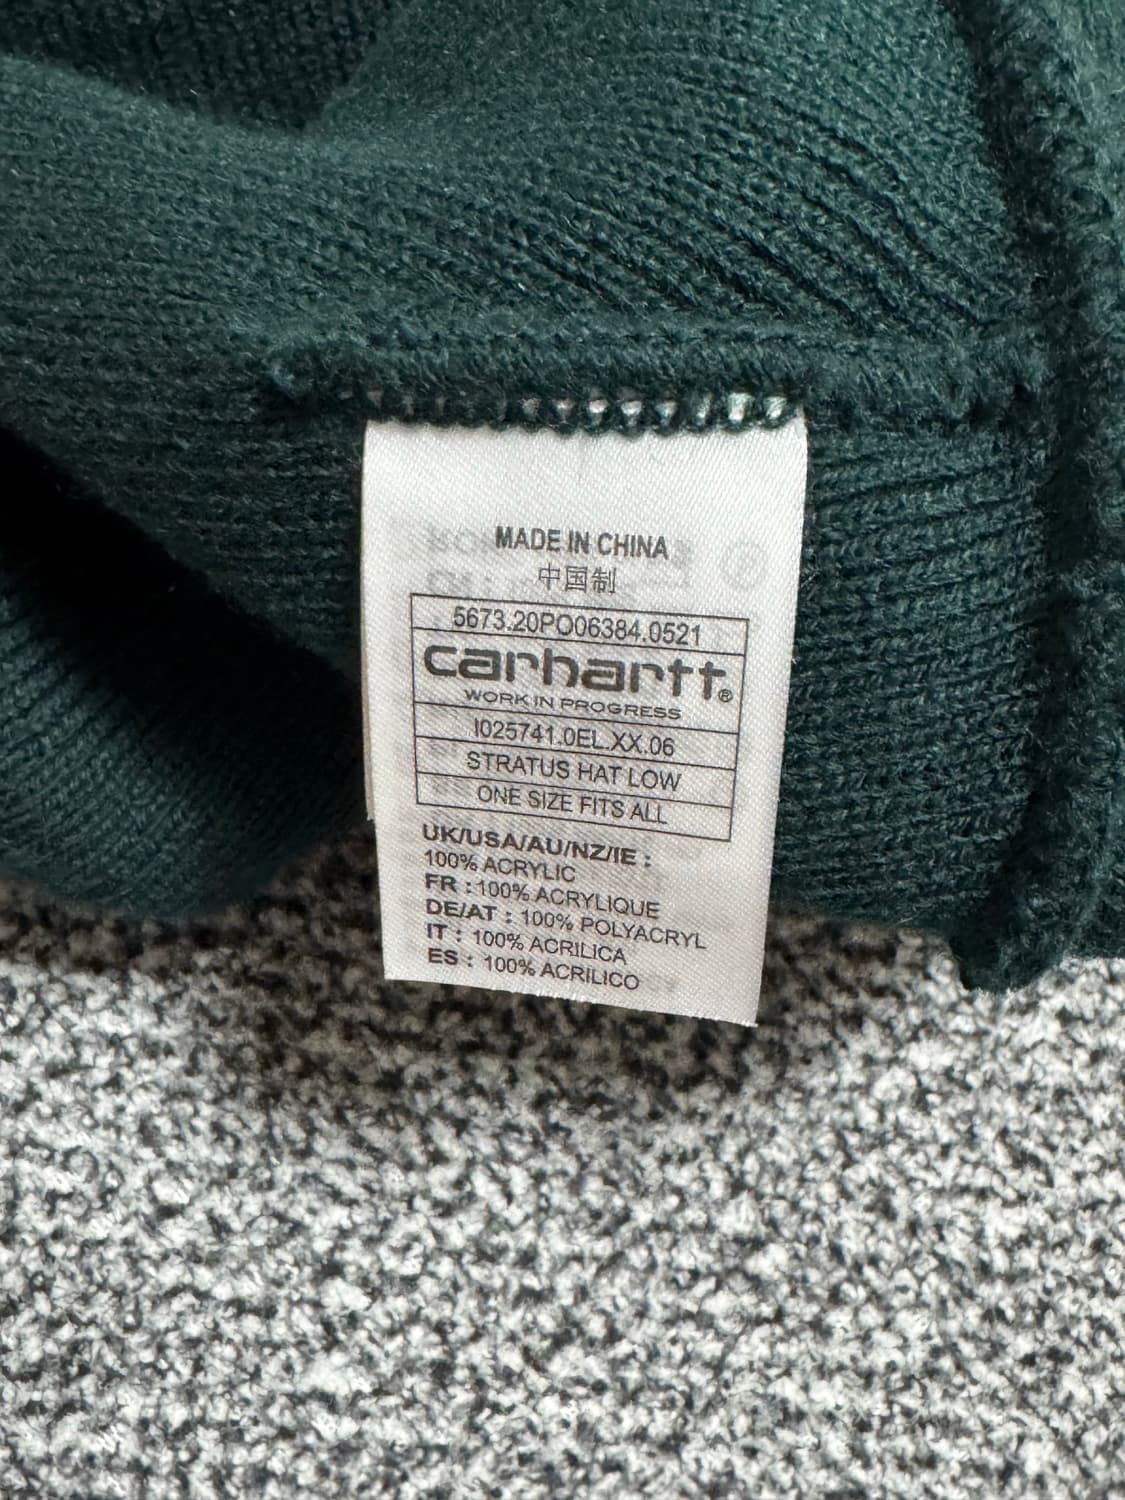 MADE IN CHINA
中国制
5673.20PO06384.0521
carhartt®
WORK IN PROGRESS
I025741.0EL.XX.06
STRATUS HAT LOW
ONE SIZE FITS ALL
UK/USA/AU/NZ/IE :
100% ACRYLIC
FR : 100% ACRYLIQUE
DE/AT : 100% POLYACRYL
IT : 100% ACRILICA
ES : 100% ACRILICO